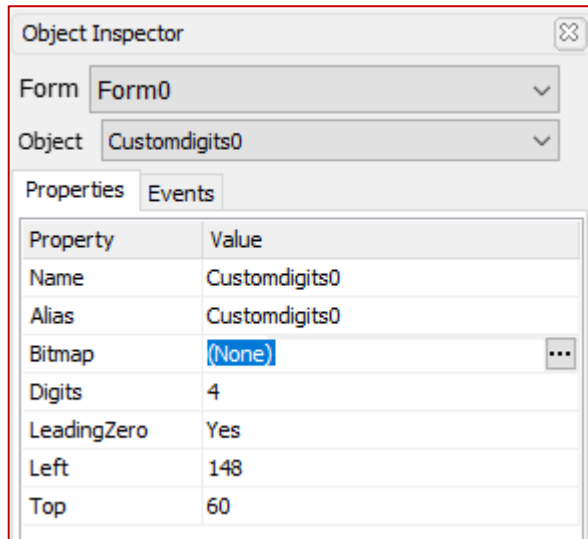 Object Inspector
Form Form0
Object Customdigits0
Properties Events
Property Value
Name Customdigits0
Alias Customdigits0
Bitmap (None) ...
Digits 4
LeadingZero Yes
Left 148
Top 60